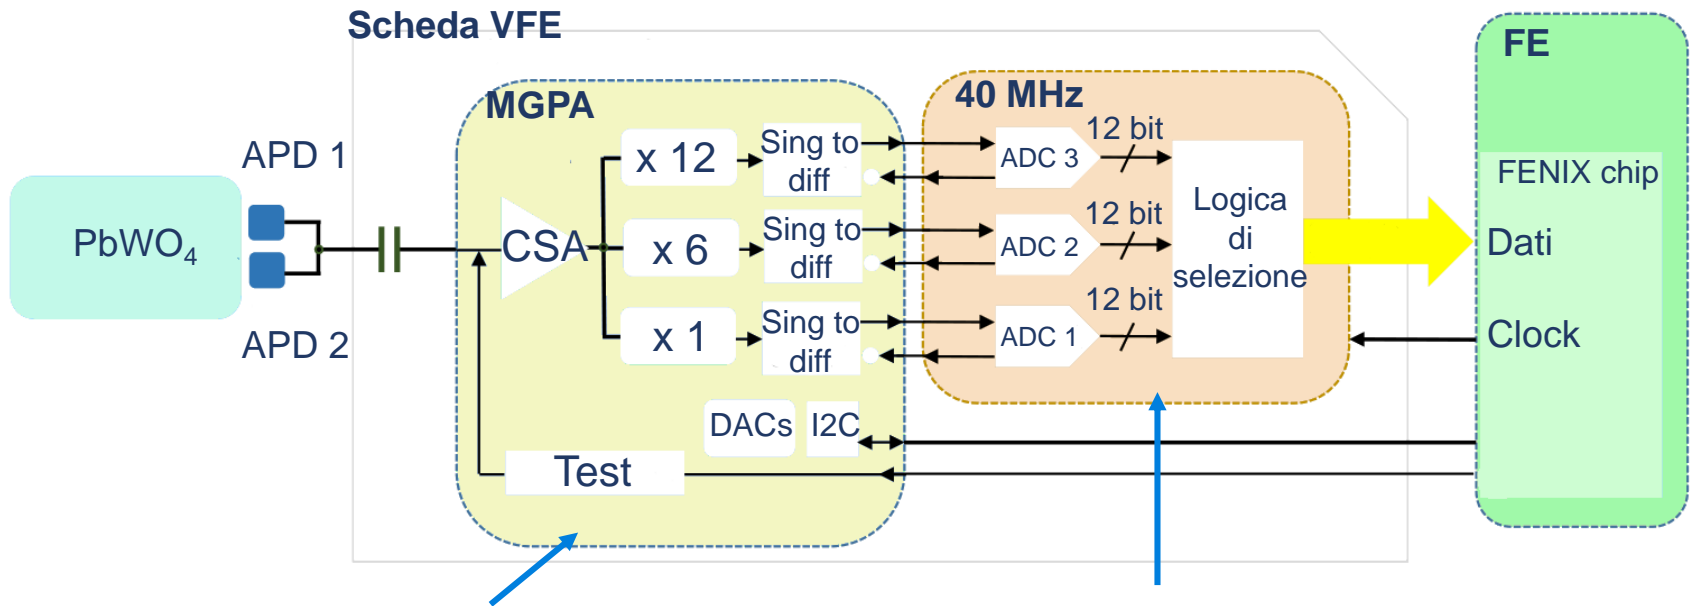 Scheda VFE
FE
MGPA
40 MHz
12 bit
APD 1
x 12
Sing to
diff
ADC 3
FENIX chip
PbWO₄
CSA
x 6
Sing to
diff
ADC 2
12 bit
Logica
di
selezione
Dati
12 bit
APD 2
x 1
Sing to
diff
ADC 1
Clock
DACs
I2C
Test